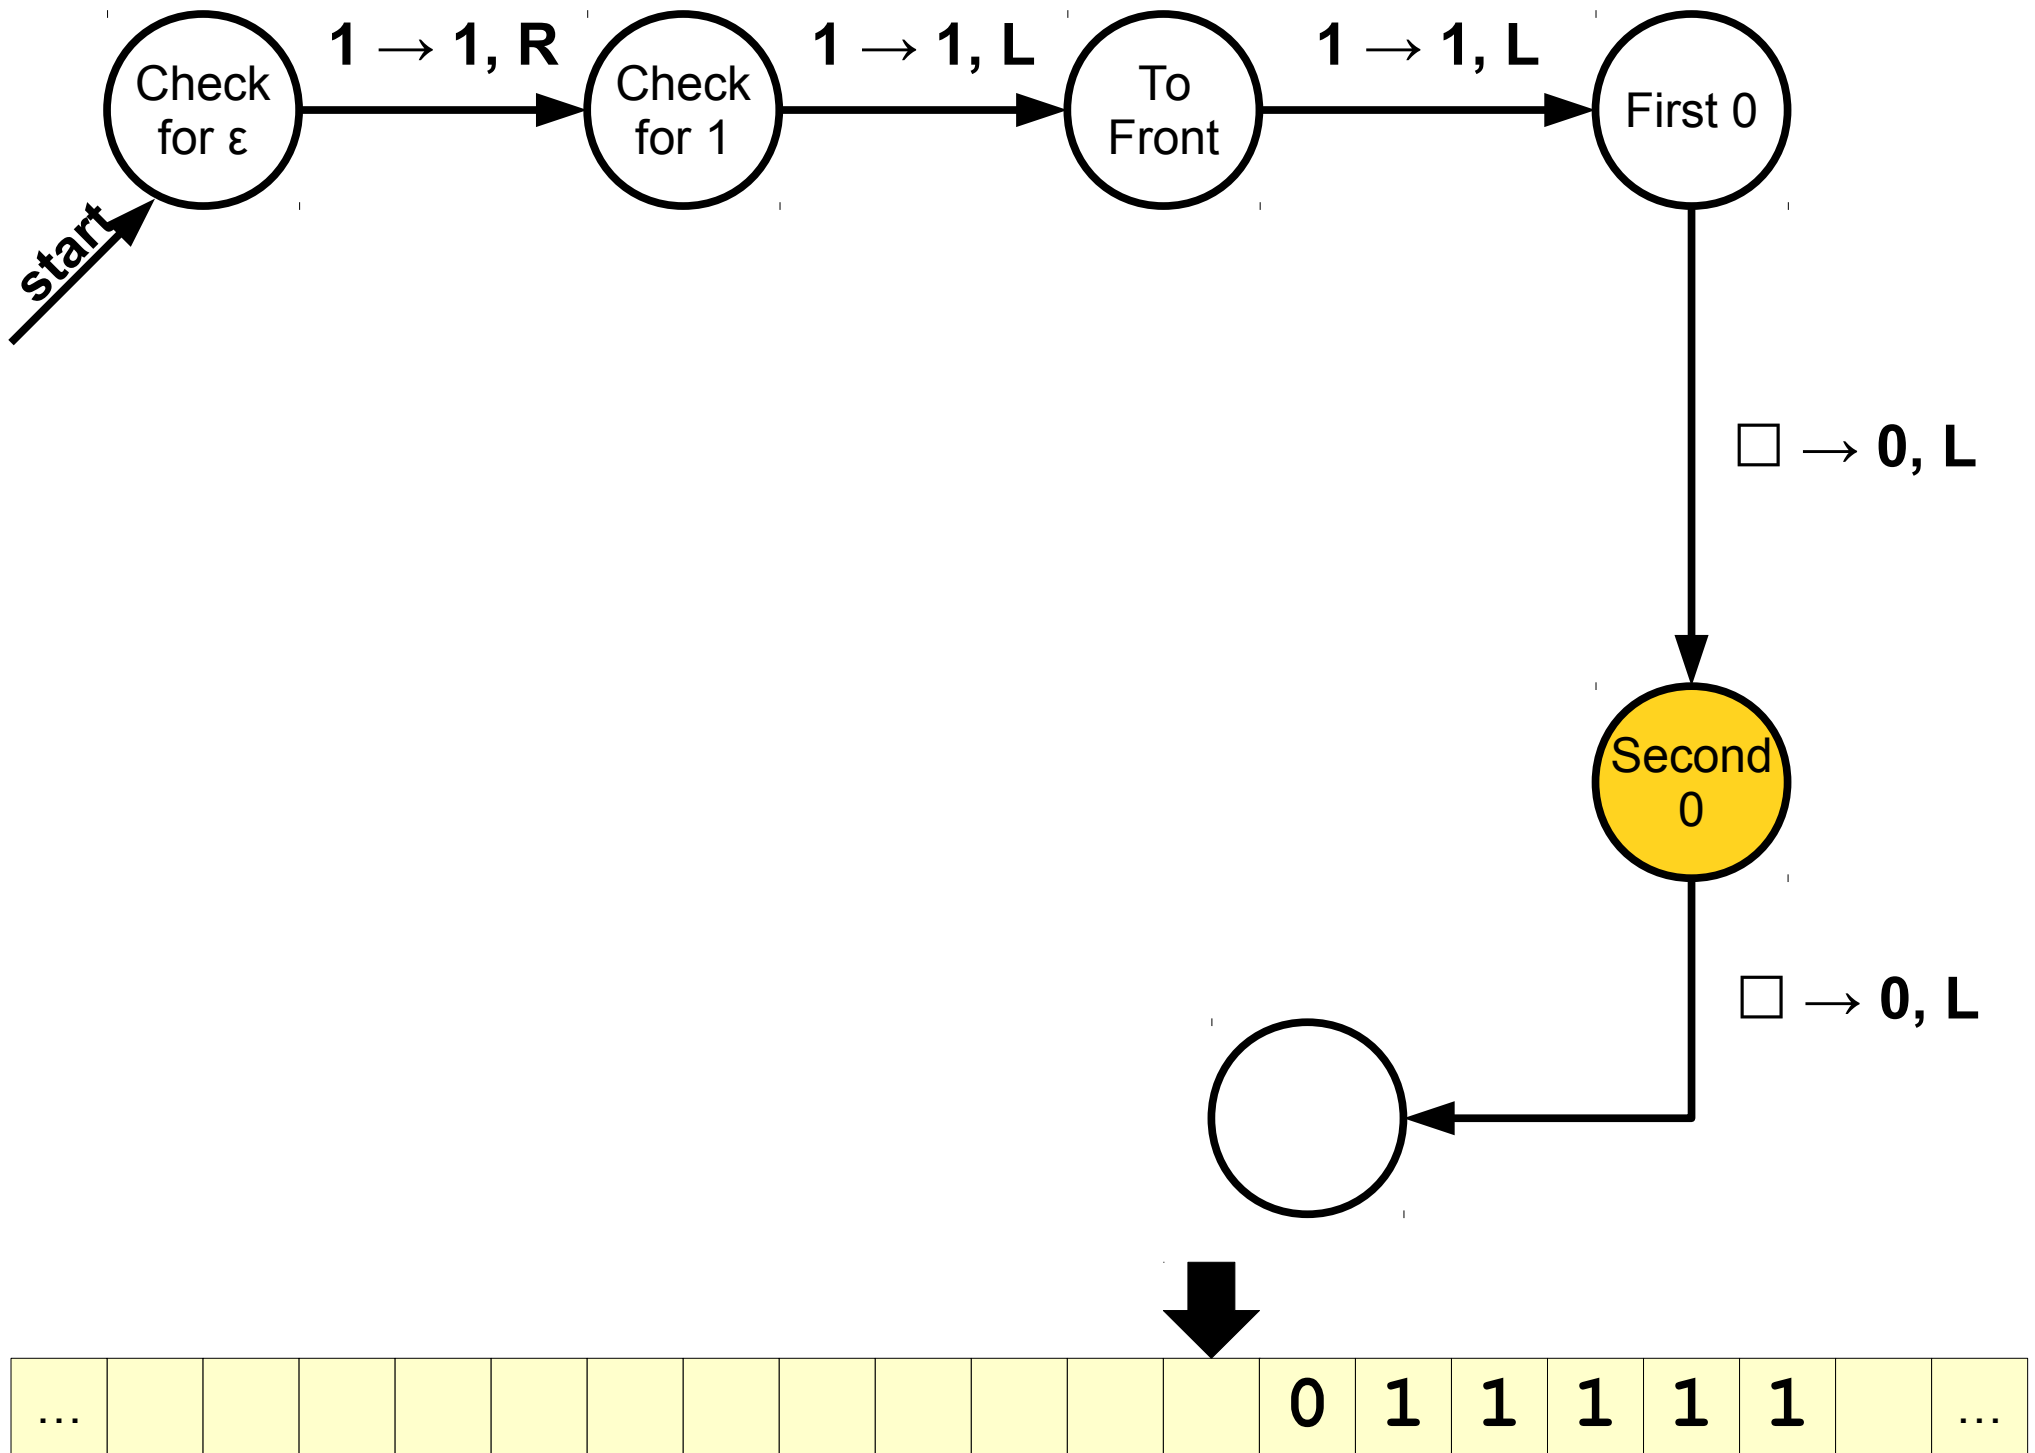 1 → 1, R
1 → 1, L
1 → 1, L
Check
for ε
Check
for 1
To
Front
First 0
start
□ → 0, L
Second
0
□ → 0, L
... 0 1 1 1 1 1 ...